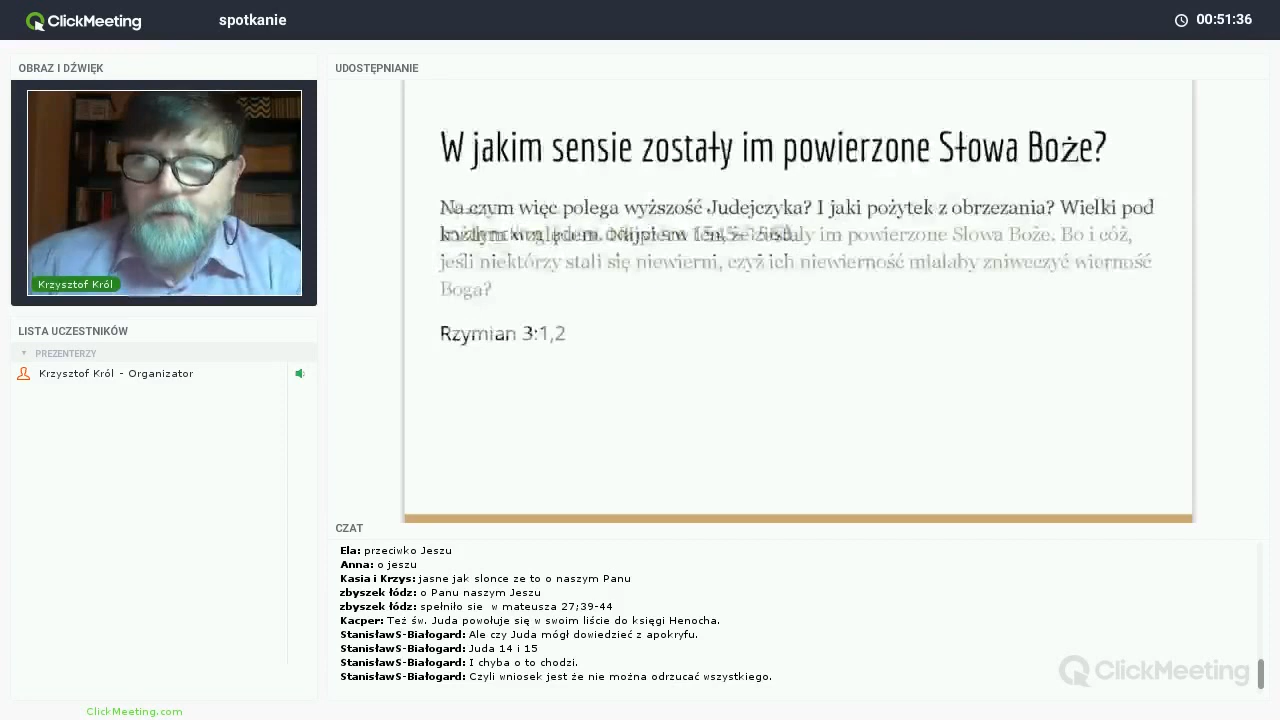 ClickMeeting
spotkanie
00:51:36
OBRAZ I DŹWIĘK
Krzysztof Król
LISTA UCZESTNIKÓW
PREZENTERZY
Krzysztof Król - Organizator
UDOSTĘPNIANIE
W jakim sensie zostały im powierzone Słowa Boże?
Na czym więc polega wyższość Judejczyka? I jaki pożytek z obrzezania? Wielki pod
każdym względem. Najpierw ten, że zostały im powierzone Słowa Boże. Bo i cóż,
jeśli niektórzy stali się niewierni, czyż ich niewierność miałaby zniweczyć wierność
Boga?
Rzymian 3:1,2
CZAT
Ela: przeciwko Jeszu
Anna: o jeszu
Kasia i Krzys: jasne jak slonce ze to o naszym Panu
zbyszek łódz: o Panu naszym Jeszu
zbyszek łódz: spełniło sie w mateusza 27;39-44
Kacper: Też św. Juda powołuje się w swoim liście do księgi Henocha.
StanisławS-Białogard: Ale czy Juda mógł dowiedzieć z apokryfu.
StanisławS-Białogard: Juda 14 i 15
StanisławS-Białogard: I chyba o to chodzi.
StanisławS-Białogard: Czyli wniosek jest że nie można odrzucać wszystkiego.
ClickMeeting
ClickMeeting.com